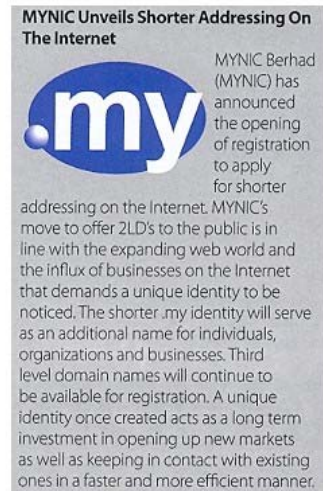 MYNIC Unveils Shorter Addressing On
The Internet
.my
MYNIC Berhad
(MYNIC) has
announced
the opening
of registration
to apply
for shorter
addressing on the Internet. MYNIC's
move to offer 2LD's to the public is in
line with the expanding web world and
the influx of businesses on the Internet
that demands a unique identity to be
noticed. The shorter .my identity will serve
as an additional name for individuals,
organizations and businesses. Third
level domain names will continue to
be available for registration. A unique
identity once created acts as a long term
investment in opening up new markets
as well as keeping in contact with existing
ones in a faster and more efficient manner.